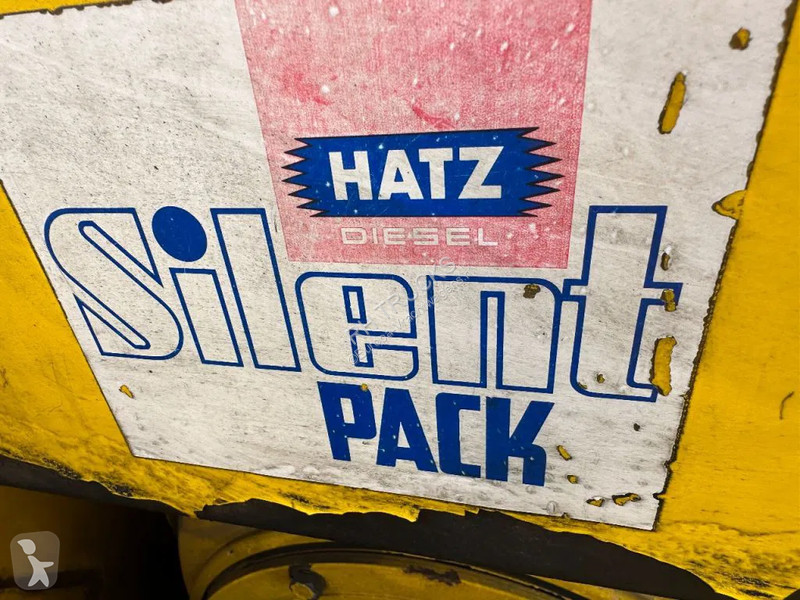 HATZ
DIESEL
Silent
PACK